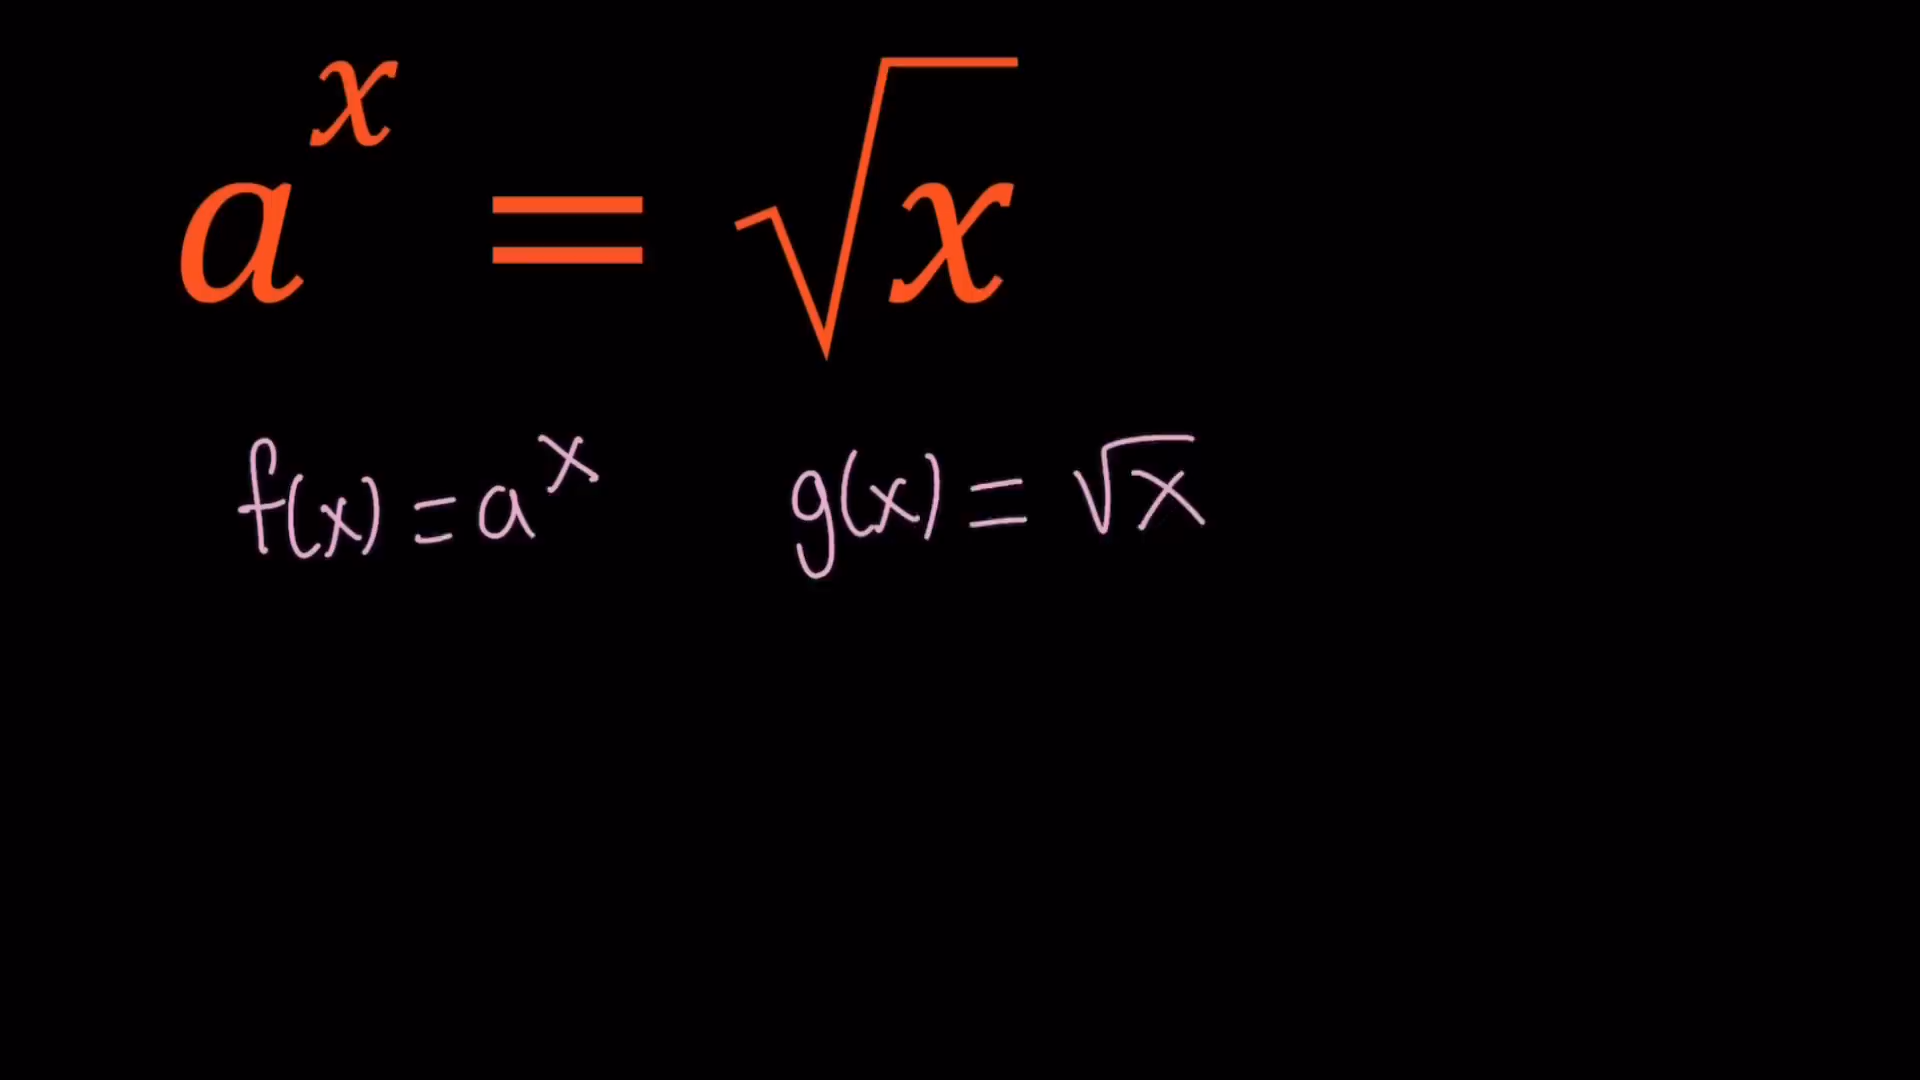 a^x = √x
f(x) = a^x g(x) = √x